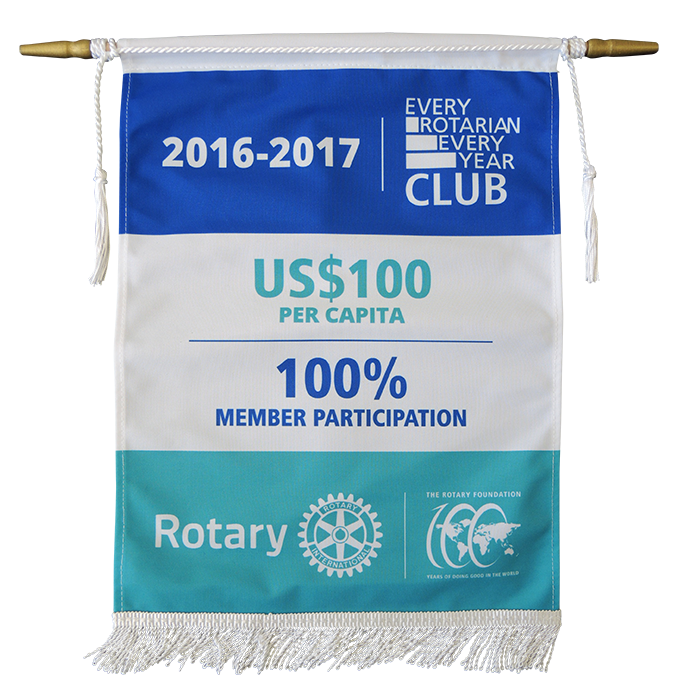 2016-2017
EVERY
ROTARIAN
EVERY
YEAR
CLUB
US$100
PER CAPITA
100%
MEMBER PARTICIPATION
Rotary
ROTARY
INTERNATIONAL
THE ROTARY FOUNDATION
100
YEARS OF DOING GOOD IN THE WORLD